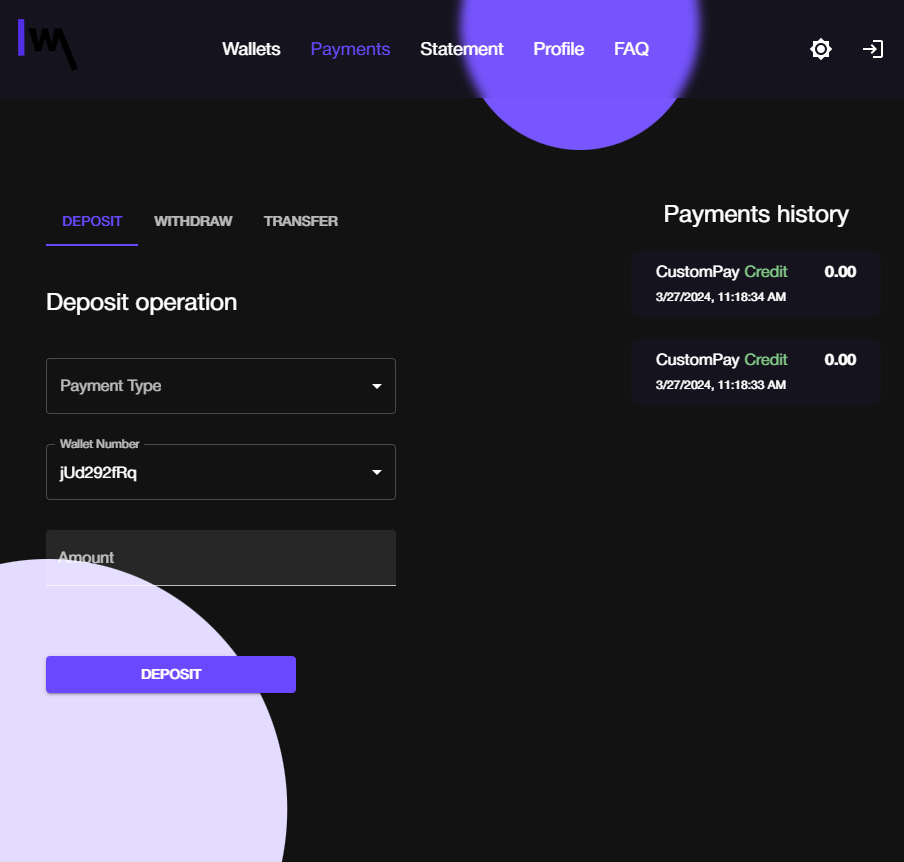 Wallets Payments Statement Profile FAQ
DEPOSIT WITHDRAW TRANSFER
Deposit operation
Payment Type
Wallet Number
jUd292fRq
Amount
DEPOSIT
Payments history
CustomPay Credit 0.00
3/27/2024, 11:18:34 AM
CustomPay Credit 0.00
3/27/2024, 11:18:33 AM